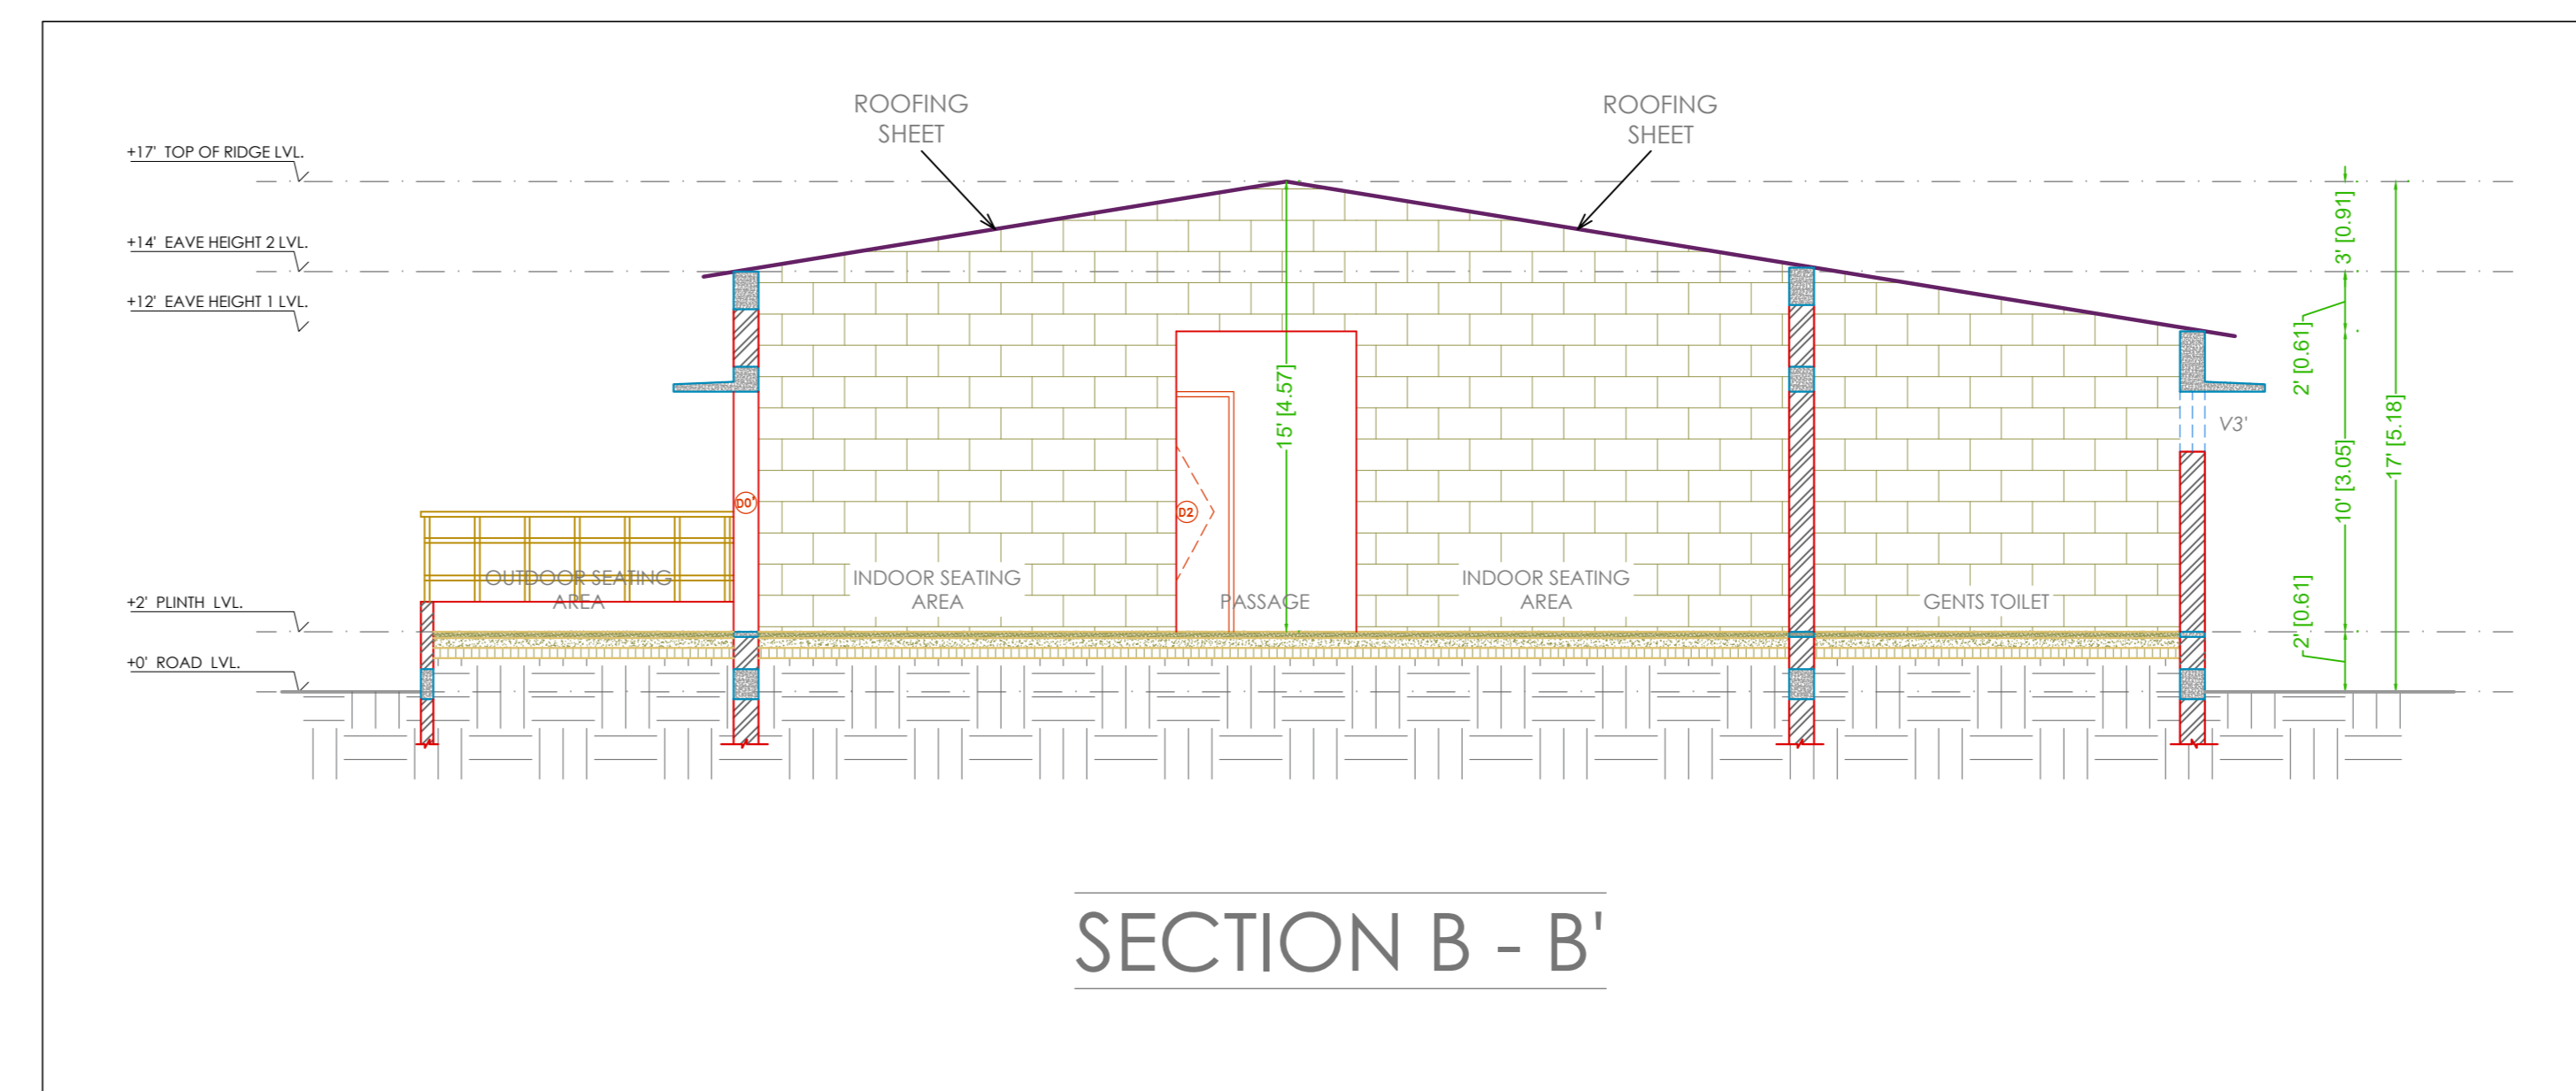 ROOFING
SHEET
ROOFING
SHEET
+17' TOP OF RIDGE LVL.
+14' EAVE HEIGHT 2 LVL.
+12' EAVE HEIGHT 1 LVL.
3' [0.91]
2' [0.61]
15' [4.57]
V3'
10' [3.05]
17' [5.18]
D0'
D2
OUTDOOR SEATING
AREA
INDOOR SEATING
AREA
PASSAGE
INDOOR SEATING
AREA
GENTS TOILET
+2' PLINTH LVL.
2' [0.61]
+0' ROAD LVL.
SECTION B - B'